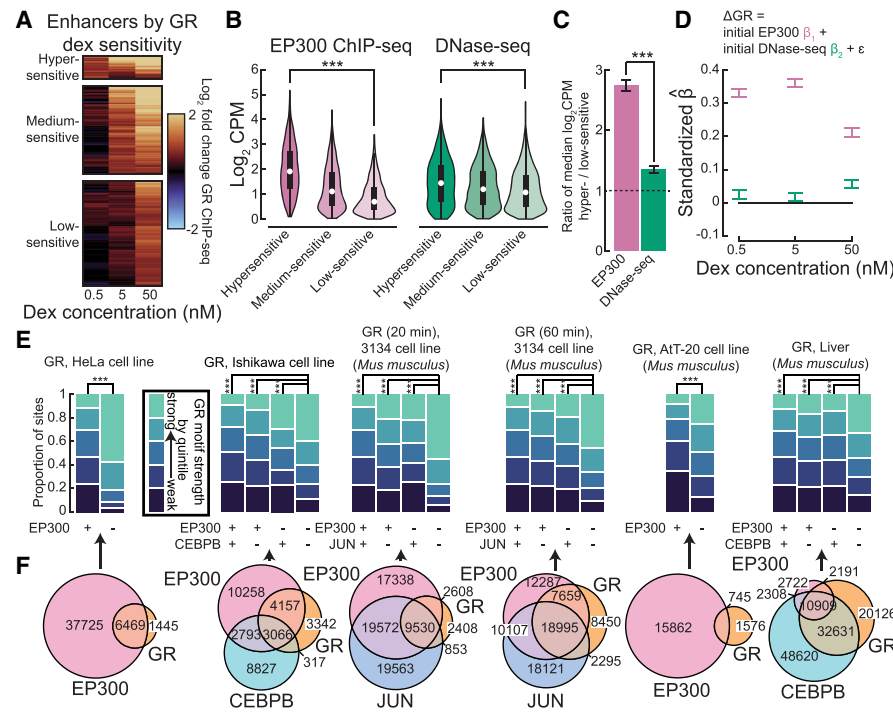 A
Enhancers by GR
dex sensitivity
Hyper-
sensitive
Medium-
sensitive
Low-
sensitive
2
-2
Log2 fold change GR ChIP-seq
0.5 5 50
Dex concentration (nM)
B
EP300 ChIP-seq
DNase-seq
***
***
Log2 CPM
6
5
4
3
2
1
0
Hypersensitive
Medium-sensitive
Low-sensitive
Hypersensitive
Medium-sensitive
Low-sensitive
C
***
Ratio of median log2CPM
hyper- / low-sensitive
3
2
1
0
EP300
DNase-seq
D
ΔGR =
initial EP300 β1 +
initial DNase-seq β2 + ε
Standardized β̂
0.4
0.3
0.2
0.1
0
-0.1
0.5 5 50
Dex concentration (nM)
E
GR, HeLa cell line
GR, Ishikawa cell line
GR (20 min),
3134 cell line
(Mus musculus)
GR (60 min),
3134 cell line
(Mus musculus)
GR, AtT-20 cell line
(Mus musculus)
GR, Liver
(Mus musculus)
***
*** *** ***
*** *** ***
*** *** ***
***
*** *** ***
Proportion of sites
1
0.8
0.6
0.4
0.2
0
strong
weak
GR motif strength
by quintile
EP300 + -
EP300 + + - -
CEBPB + - + -
EP300 + + - -
JUN + - + -
EP300 + + - -
JUN + - + -
EP300 + -
EP300 + + - -
CEBPB + - + -
F
37725
6469
1445
GR
EP300
EP300
10258
4157
3342
GR
2793
3066
317
8827
CEBPB
EP300
17338
2608
GR
19572
9530
2408
853
19563
JUN
EP300
12287
7659
GR
8450
10107
18995
2295
18121
JUN
15862
745
1576
GR
EP300
EP300
2722
2191
GR
2308
10909
20126
32631
48620
CEBPB